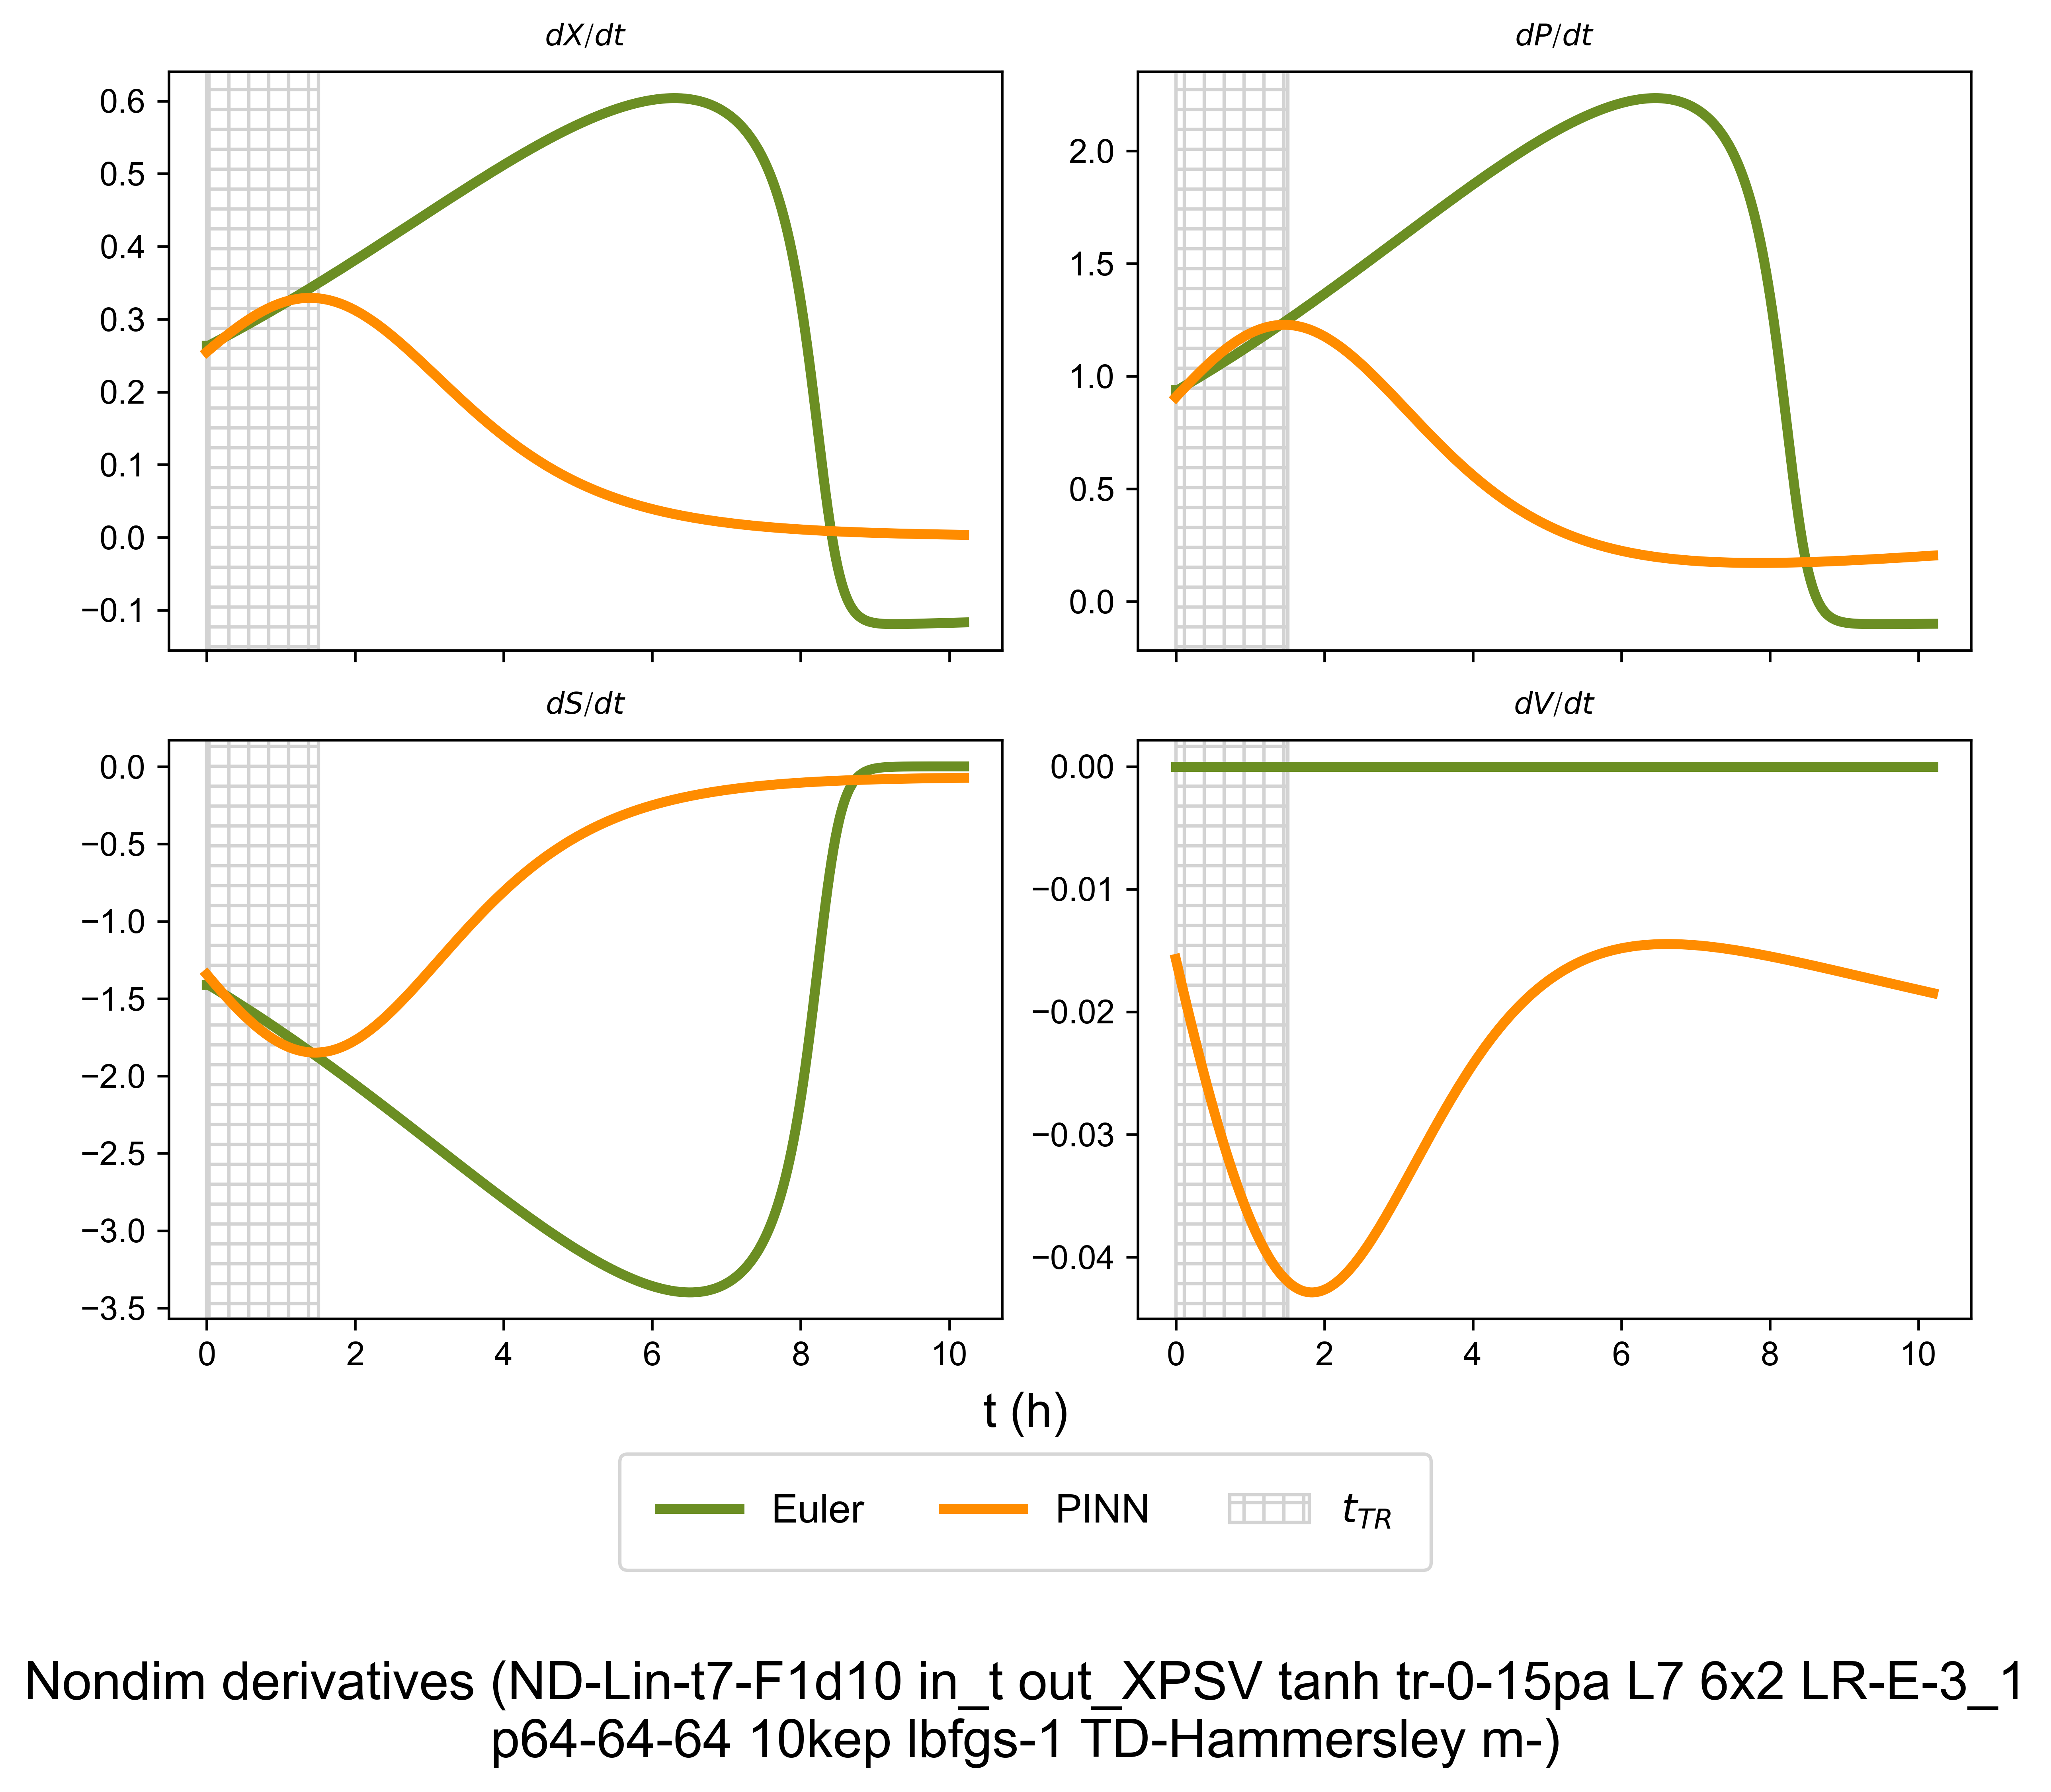 dX/dt
dP/dt
0.6
0.5
0.4
0.3
0.2
0.1
0.0
−0.1
2.0
1.5
1.0
0.5
0.0
dS/dt
dV/dt
0.0
−0.5
−1.0
−1.5
−2.0
−2.5
−3.0
−3.5
0 2 4 6 8 10
0.00
−0.01
−0.02
−0.03
−0.04
0 2 4 6 8 10
t (h)
Euler PINN t_TR
Nondim derivatives (ND-Lin-t7-F1d10 in_t out_XPSV tanh tr-0-15pa L7 6x2 LR-E-3_1
p64-64-64 10kep lbfgs-1 TD-Hammersley m-)